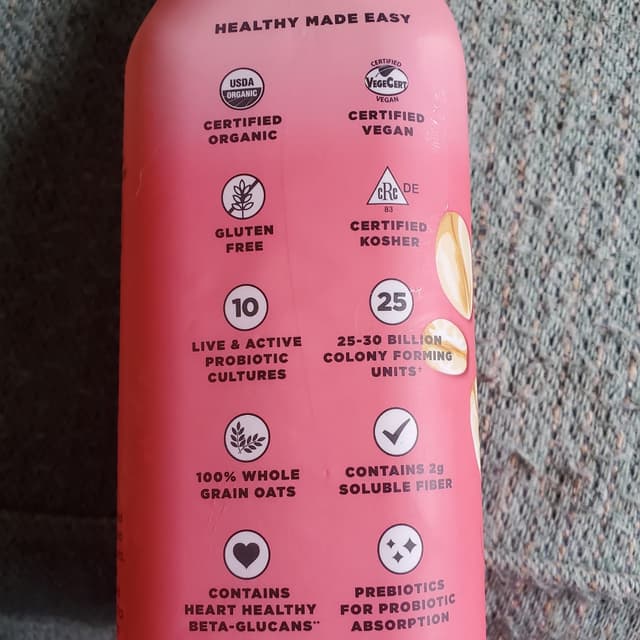 HEALTHY MADE EASY
USDA
ORGANIC
CERTIFIED
ORGANIC
CERTIFIED
VEGECERT
VEGAN
CERTIFIED
VEGAN
GLUTEN
FREE
cRc DE
83
CERTIFIED
KOSHER
10
LIVE & ACTIVE
PROBIOTIC
CULTURES
25
25-30 BILLION
COLONY FORMING
UNITS†
100% WHOLE
GRAIN OATS
CONTAINS 2g
SOLUBLE FIBER
CONTAINS
HEART HEALTHY
BETA-GLUCANS**
PREBIOTICS
FOR PROBIOTIC
ABSORPTION